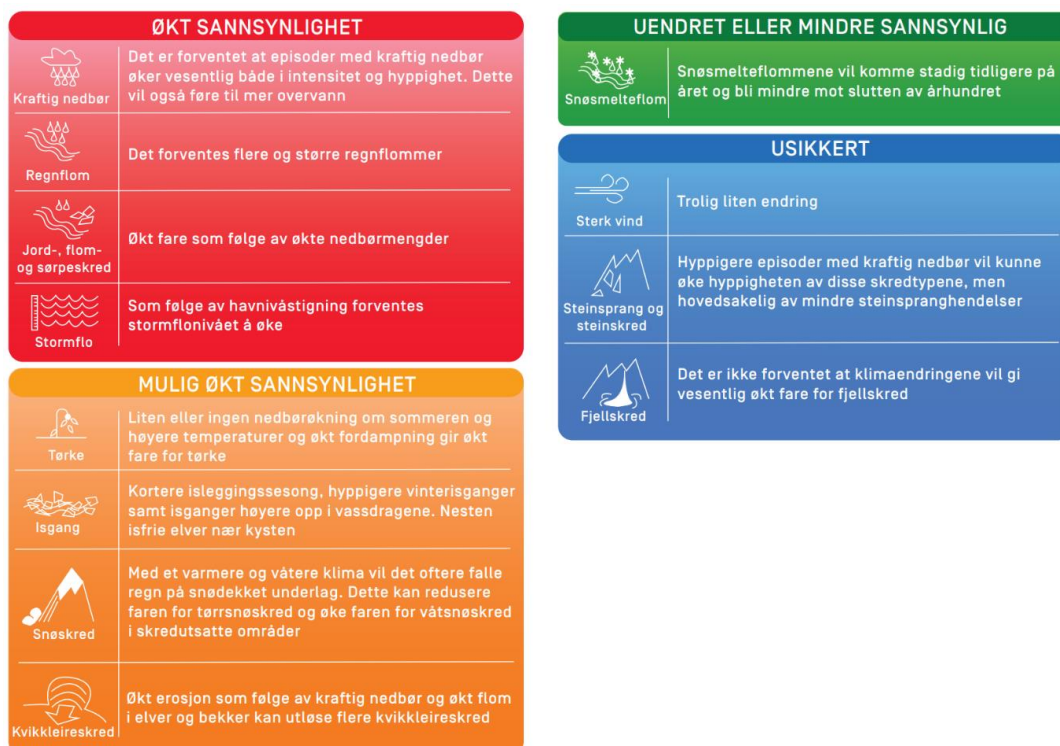 ØKT SANNSYNLIGHET
Kraftig nedbør
Det er forventet at episoder med kraftig nedbør
øker vesentlig både i intensitet og hyppighet. Dette
vil også føre til mer overvann
Regnflom
Det forventes flere og større regnflommer
Jord-, flom-
og sørpeskred
Økt fare som følge av økte nedbørmengder
Stormflo
Som følge av havnivåstigning forventes
stormflonivået å øke
MULIG ØKT SANNSYNLIGHET
Tørke
Liten eller ingen nedbørøkning om sommeren og
høyere temperaturer og økt fordampning gir økt
fare for tørke
Isgang
Kortere isleggingssesong, hyppigere vinterisganger
samt isganger høyere opp i vassdragene. Nesten
isfrie elver nær kysten
Snøskred
Med et varmere og våtere klima vil det oftere falle
regn på snødekket underlag. Dette kan redusere
faren for tørrsnøskred og øke faren for våtsnøskred
i skredutsatte områder
Kvikkleireskred
Økt erosjon som følge av kraftig nedbør og økt flom
i elver og bekker kan utløse flere kvikkleireskred
UENDRET ELLER MINDRE SANNSYNLIG
Snøsmelteflom
Snøsmelteflommene vil komme stadig tidligere på
året og bli mindre mot slutten av århundret
USIKKERT
Sterk vind
Trolig liten endring
Steinsprang og
steinskred
Hyppigere episoder med kraftig nedbør vil kunne
øke hyppigheten av disse skredtypene, men
hovedsakelig av mindre steinspranghendelser
Fjellskred
Det er ikke forventet at klimaendringene vil gi
vesentlig økt fare for fjellskred